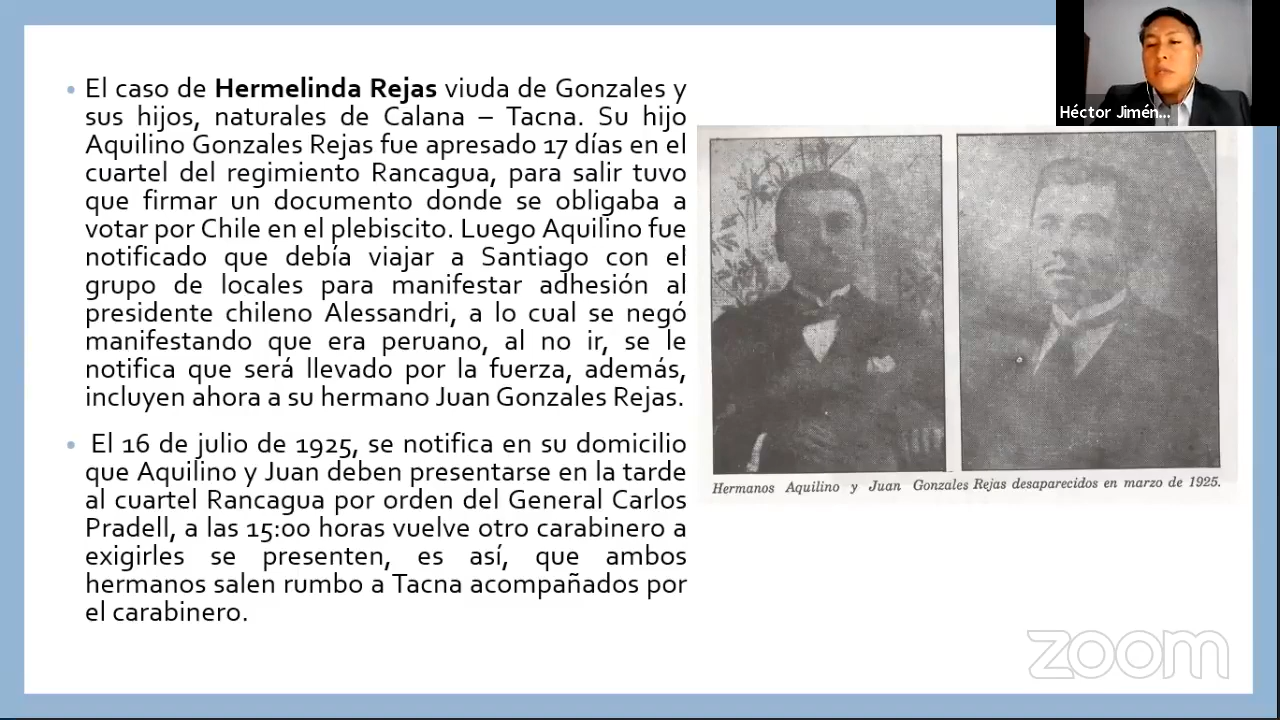 • El caso de Hermelinda Rejas viuda de Gonzales y
sus hijos, naturales de Calana – Tacna. Su hijo
Aquilino Gonzales Rejas fue apresado 17 días en el
cuartel del regimiento Rancagua, para salir tuvo
que firmar un documento donde se obligaba a
votar por Chile en el plebiscito. Luego Aquilino fue
notificado que debía viajar a Santiago con el
grupo de locales para manifestar adhesión al
presidente chileno Alessandri, a lo cual se negó
manifestando que era peruano, al no ir, se le
notifica que será llevado por la fuerza, además,
incluyen ahora a su hermano Juan Gonzales Rejas.
• El 16 de julio de 1925, se notifica en su domicilio
que Aquilino y Juan deben presentarse en la tarde
al cuartel Rancagua por orden del General Carlos
Pradell, a las 15:00 horas vuelve otro carabinero a
exigirles se presenten, es así, que ambos
hermanos salen rumbo a Tacna acompañados por
el carabinero.
Héctor Jimén...
Hermanos Aquilino y Juan Gonzales Rejas desaparecidos en marzo de 1925.
zoom